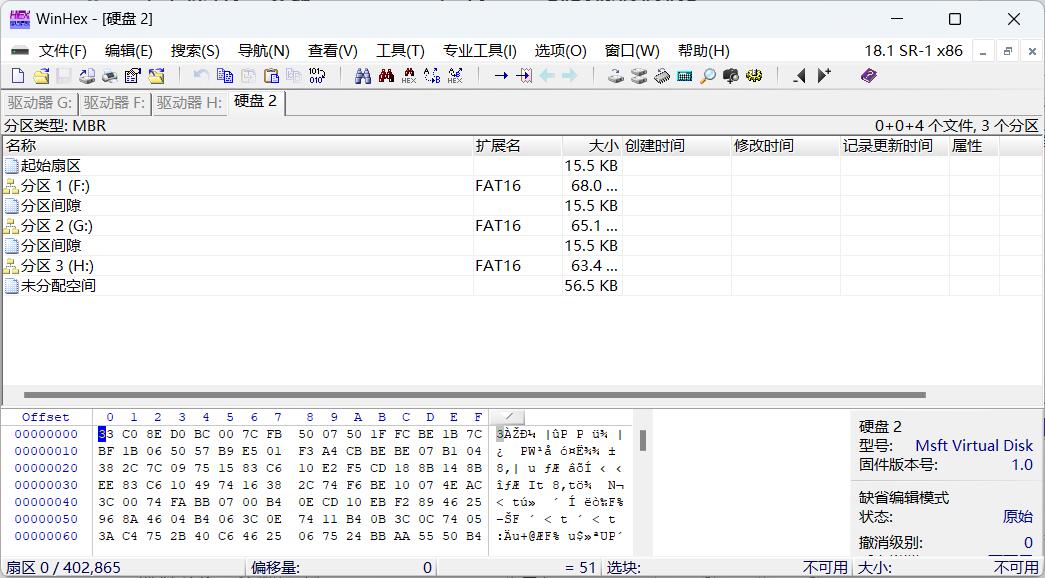 WinHex - [硬盘 2]
文件(F) 编辑(E) 搜索(S) 导航(N) 查看(V) 工具(T) 专业工具(I) 选项(O) 窗口(W) 帮助(H) 18.1 SR-1 x86
驱动器 G: 驱动器 F: 驱动器 H: 硬盘 2
分区类型: MBR 0+0+4 个文件, 3 个分区
名称 扩展名 大小 创建时间 修改时间 记录更新时间 属性
起始扇区 15.5 KB
分区 1 (F:) FAT16 68.0 ...
分区间隙 15.5 KB
分区 2 (G:) FAT16 65.1 ...
分区间隙 15.5 KB
分区 3 (H:) FAT16 63.4 ...
未分配空间 56.5 KB
Offset 0 1 2 3 4 5 6 7 8 9 A B C D E F
00000000 33 C0 8E D0 BC 00 7C FB 50 07 50 1F FC BE 1B 7C 3ÀŽÐ¼ |ûP P ü¾ |
00000010 BF 1B 06 50 57 B9 E5 01 F3 A4 CB BE BE 07 B1 04 ¿ PW¹å ó¤Ë¾¾ ±
00000020 38 2C 7C 09 75 15 83 C6 10 E2 F5 CD 18 8B 14 8B 8,| u ƒÆ âõÍ ‹ ‹
00000030 EE 83 C6 10 49 74 16 38 2C 74 F6 BE 10 07 4E AC îƒÆ It 8,tö¾ N¬
00000040 3C 00 74 FA BB 07 00 B4 0E CD 10 EB F2 89 46 25 < tú» ´ Í ëò‰F%
00000050 96 8A 46 04 B4 06 3C 0E 74 11 B4 0B 3C 0C 74 05 –ŠF ´ < t ´ < t
00000060 3A C4 75 2B 40 C6 46 25 06 75 24 BB AA 55 50 B4 :Äu+@ÆF% u$»ªUP´
硬盘 2
型号: Msft Virtual Disk
固件版本号: 1.0
缺省编辑模式
状态: 原始
撤消级别: 0
扇区 0 / 402,865 偏移量: 0 = 51 选块: 不可用 大小: 不可用